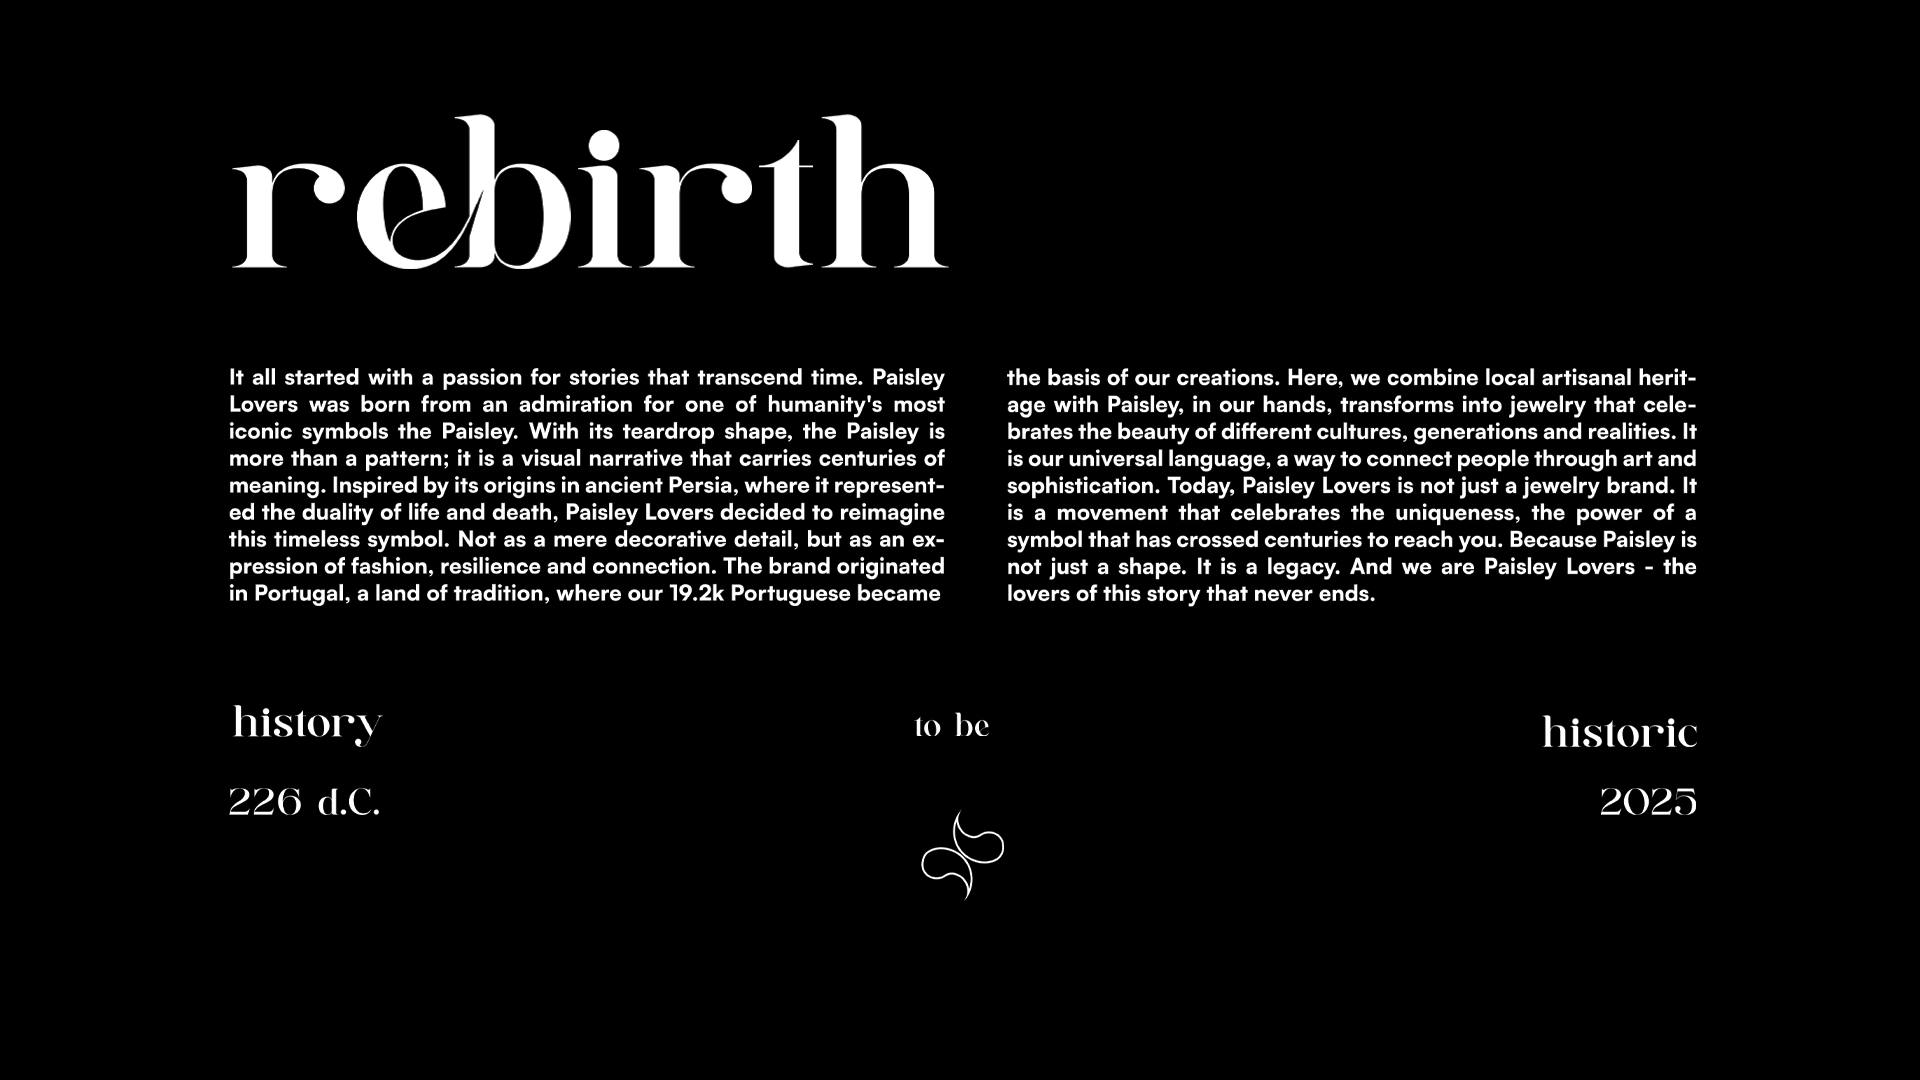 rebirth
It all started with a passion for stories that transcend time. Paisley
Lovers was born from an admiration for one of humanity's most
iconic symbols the Paisley. With its teardrop shape, the Paisley is
more than a pattern; it is a visual narrative that carries centuries of
meaning. Inspired by its origins in ancient Persia, where it represent-
ed the duality of life and death, Paisley Lovers decided to reimagine
this timeless symbol. Not as a mere decorative detail, but as an ex-
pression of fashion, resilience and connection. The brand originated
in Portugal, a land of tradition, where our 19.2k Portuguese became
the basis of our creations. Here, we combine local artisanal herit-
age with Paisley, in our hands, transforms into jewelry that cele-
brates the beauty of different cultures, generations and realities. It
is our universal language, a way to connect people through art and
sophistication. Today, Paisley Lovers is not just a jewelry brand. It
is a movement that celebrates the uniqueness, the power of a
symbol that has crossed centuries to reach you. Because Paisley is
not just a shape. It is a legacy. And we are Paisley Lovers - the
lovers of this story that never ends.
history
to be
historic
226 d.C.
2025